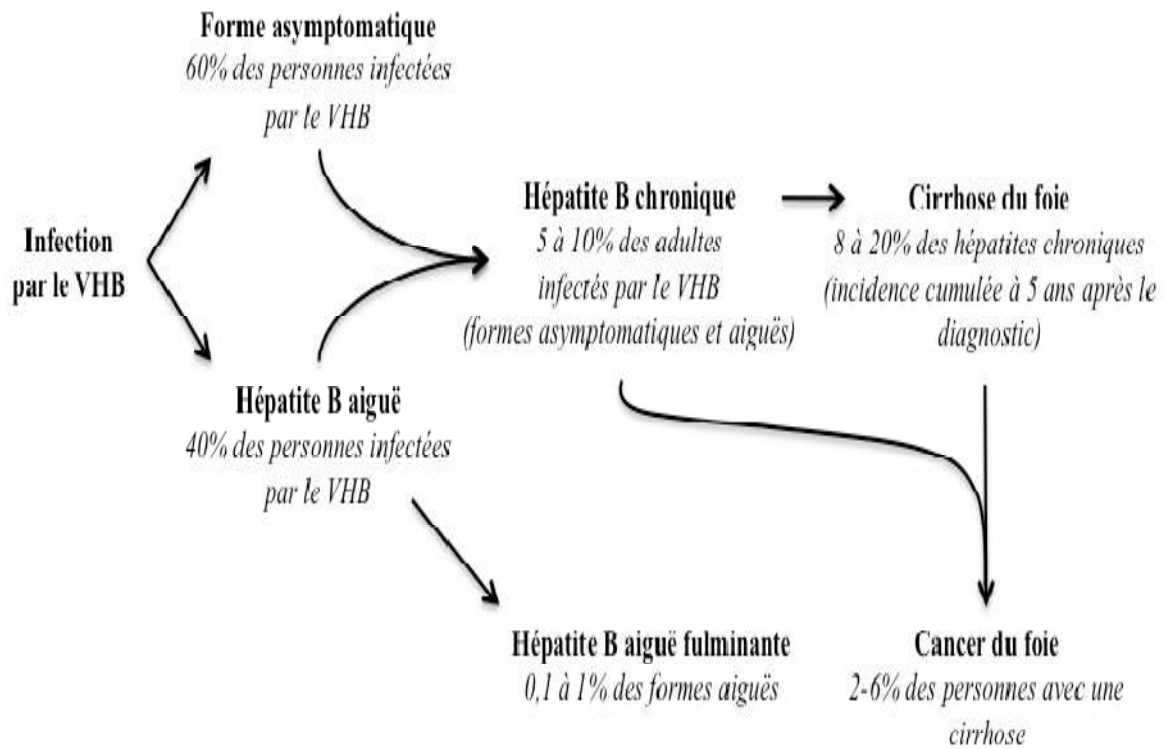 Forme asymptomatique
60% des personnes infectées
par le VHB
Infection
par le VHB
Hépatite B aiguë
40% des personnes infectées
par le VHB
Hépatite B chronique
5 à 10% des adultes
infectés par le VHB
(formes asymptomatiques et aiguës)
Cirrhose du foie
8 à 20% des hépatites chroniques
(incidence cumulée à 5 ans après le
diagnostic)
Hépatite B aiguë fulminante
0,1 à 1% des formes aiguës
Cancer du foie
2-6% des personnes avec une
cirrhose